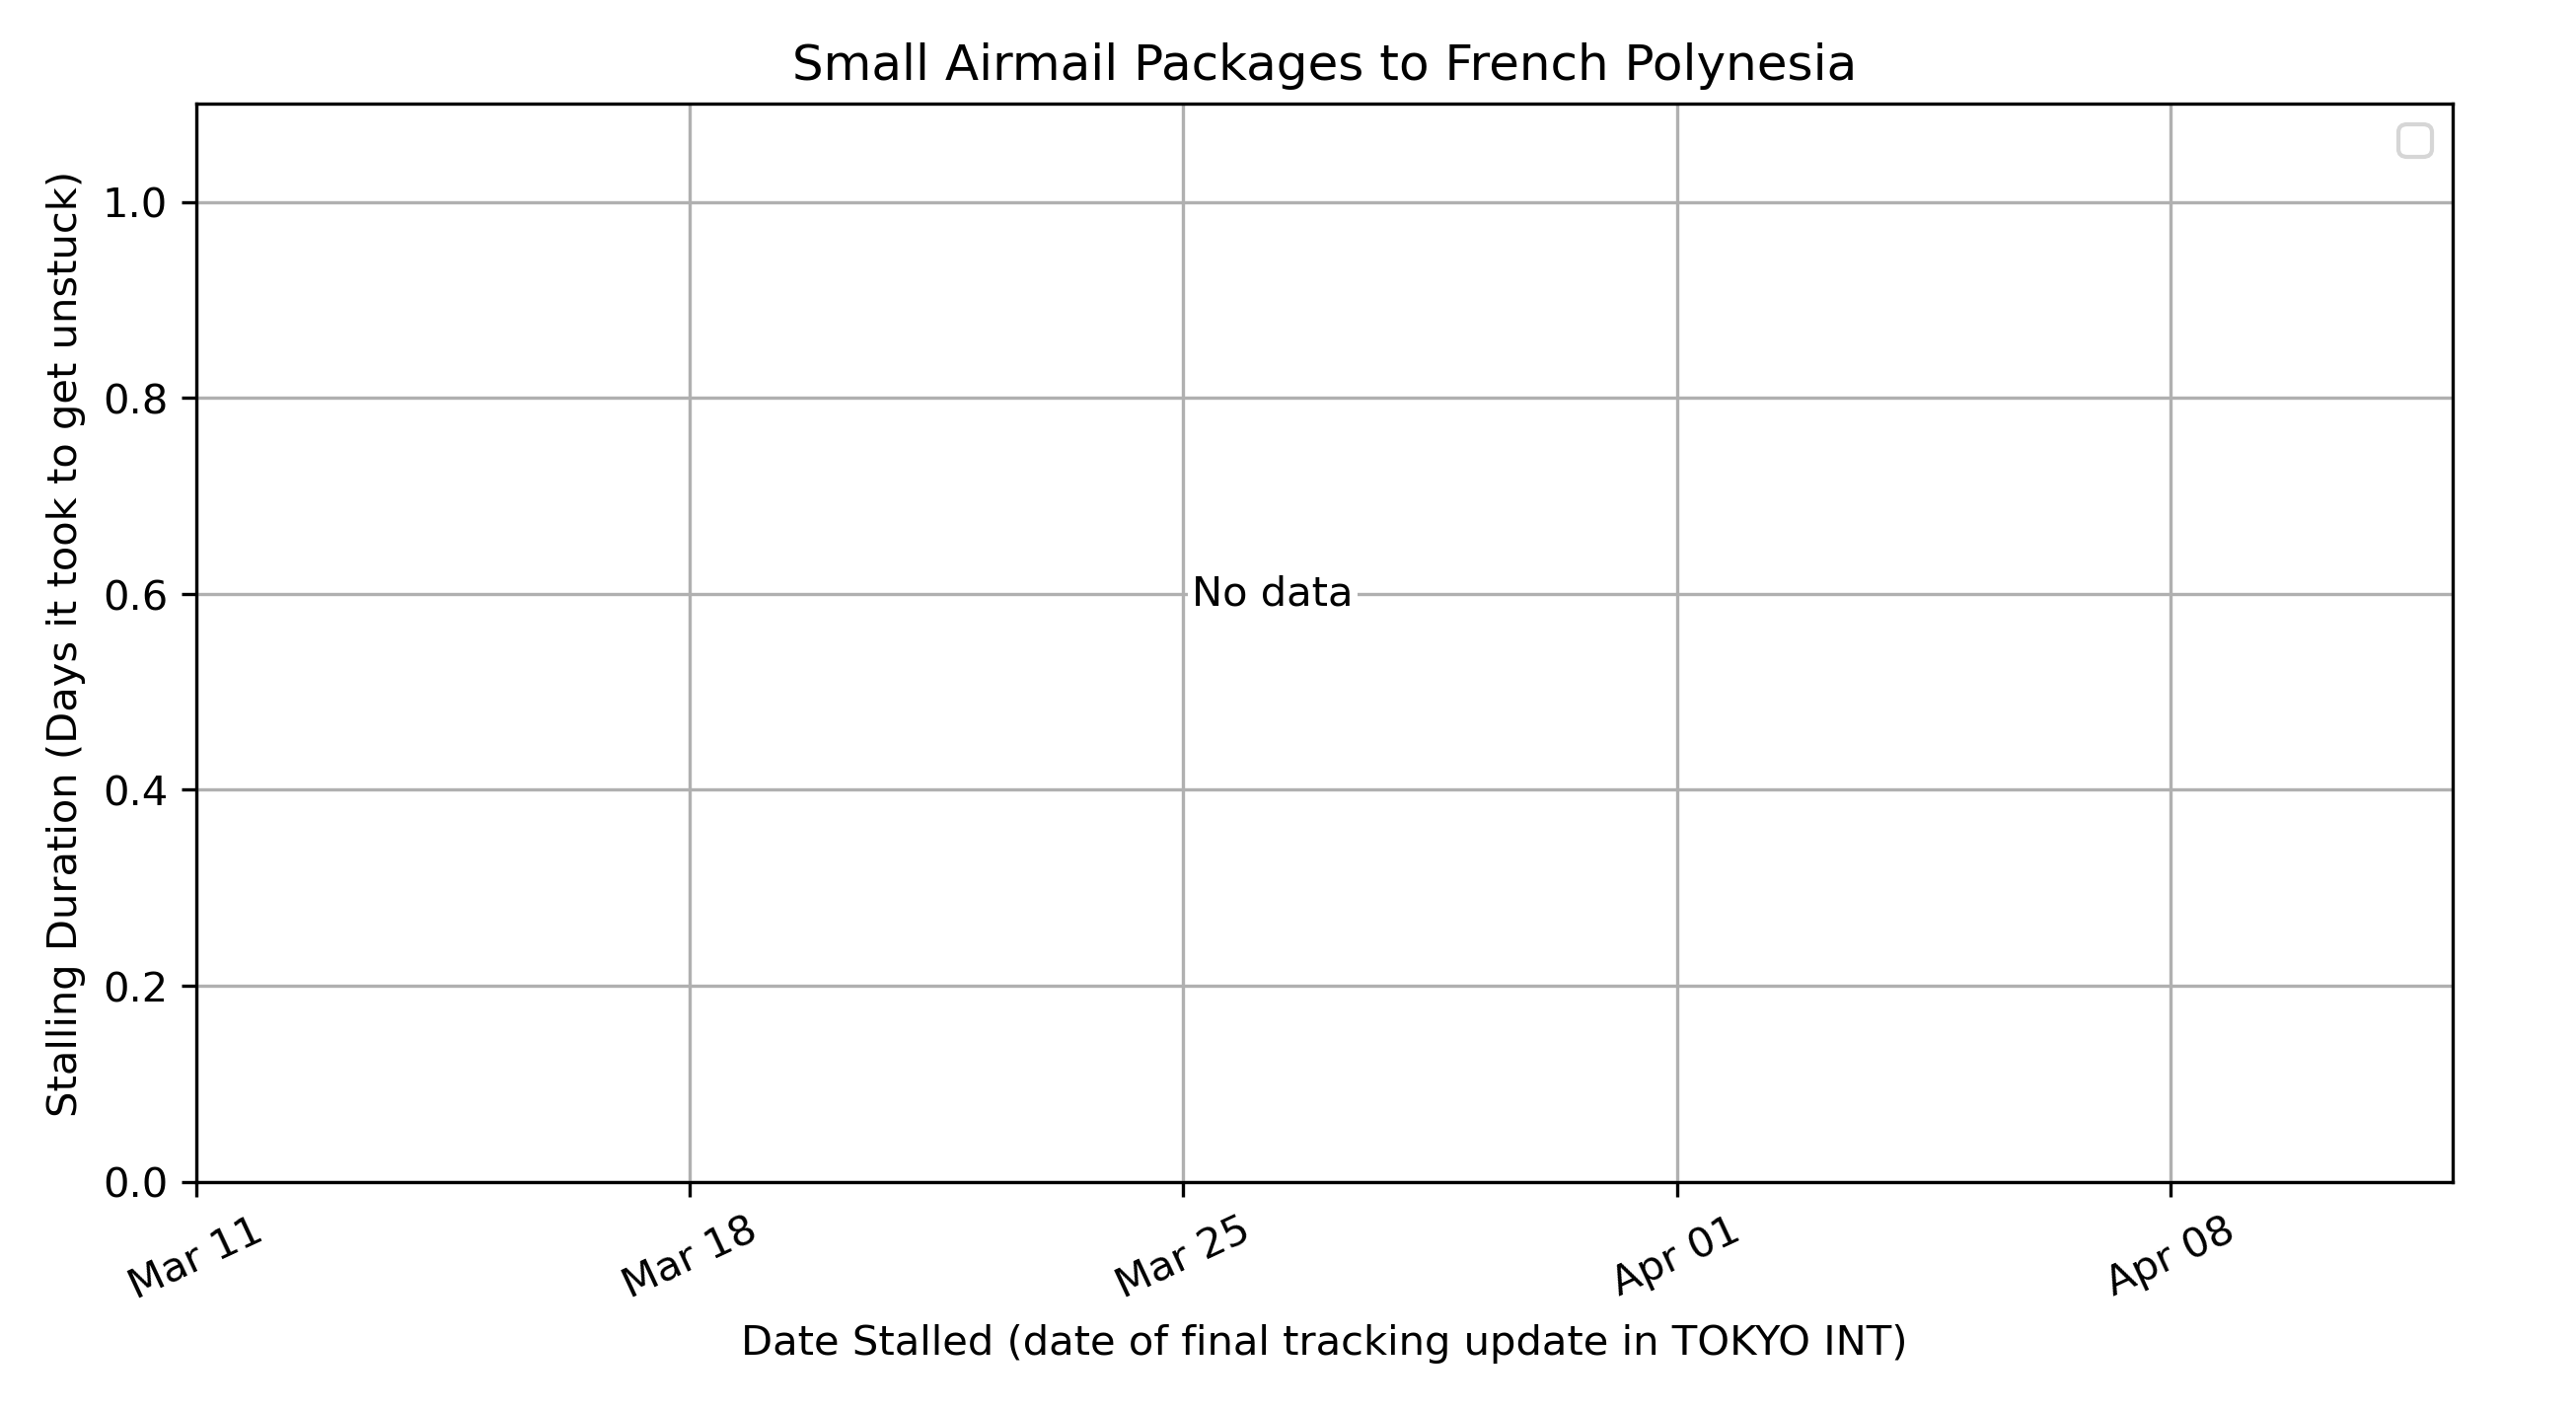 Small Airmail Packages to French Polynesia
Stalling Duration (Days it took to get unstuck)
1.0
0.8
0.6
0.4
0.2
0.0
No data
Mar 11
Mar 18
Mar 25
Apr 01
Apr 08
Date Stalled (date of final tracking update in TOKYO INT)